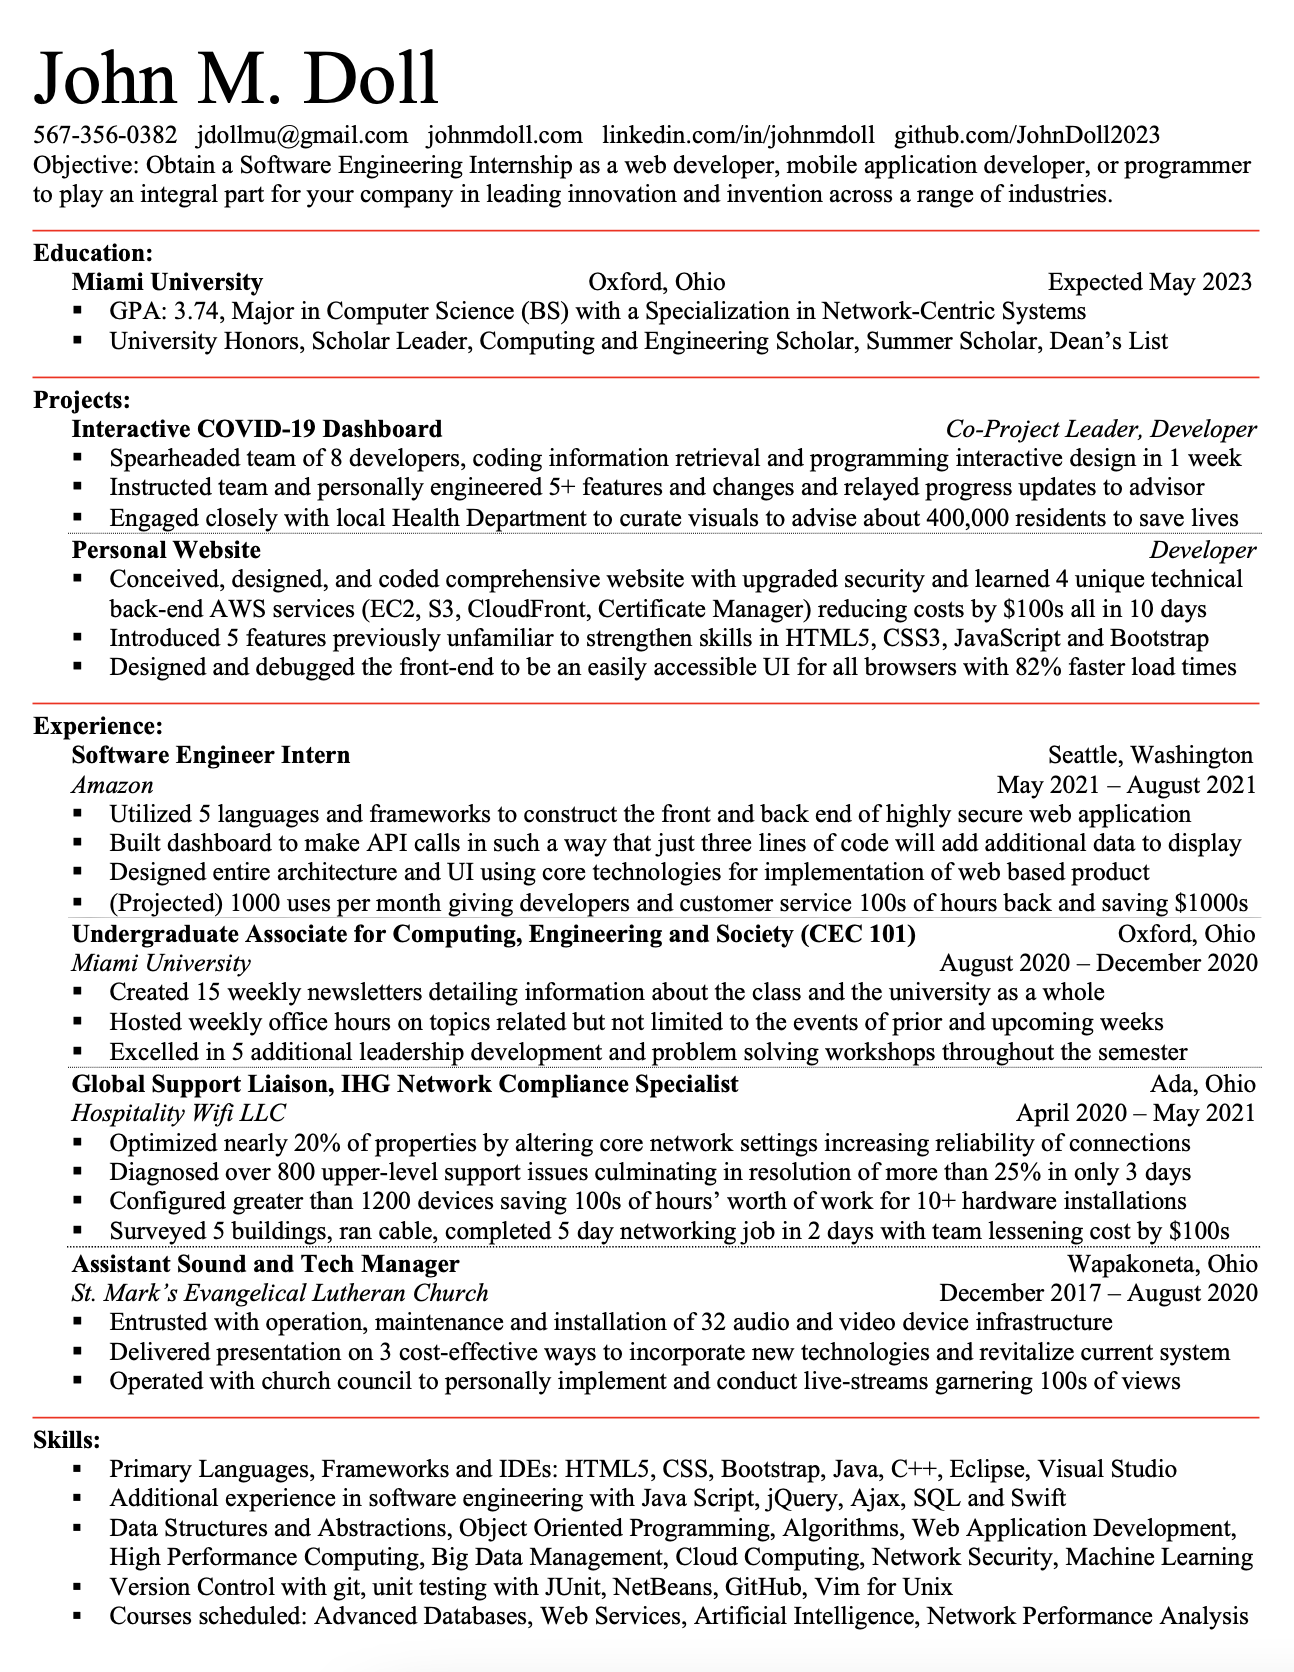 John M. Doll
567-356-0382 jdollmu@gmail.com johnmdoll.com linkedin.com/in/johnmdoll github.com/JohnDoll2023
Objective: Obtain a Software Engineering Internship as a web developer, mobile application developer, or programmer
to play an integral part for your company in leading innovation and invention across a range of industries.
Education:
Miami University Oxford, Ohio Expected May 2023
▪ GPA: 3.74, Major in Computer Science (BS) with a Specialization in Network-Centric Systems
▪ University Honors, Scholar Leader, Computing and Engineering Scholar, Summer Scholar, Dean’s List
Projects:
Interactive COVID-19 Dashboard Co-Project Leader, Developer
▪ Spearheaded team of 8 developers, coding information retrieval and programming interactive design in 1 week
▪ Instructed team and personally engineered 5+ features and changes and relayed progress updates to advisor
▪ Engaged closely with local Health Department to curate visuals to advise about 400,000 residents to save lives
Personal Website Developer
▪ Conceived, designed, and coded comprehensive website with upgraded security and learned 4 unique technical
back-end AWS services (EC2, S3, CloudFront, Certificate Manager) reducing costs by $100s all in 10 days
▪ Introduced 5 features previously unfamiliar to strengthen skills in HTML5, CSS3, JavaScript and Bootstrap
▪ Designed and debugged the front-end to be an easily accessible UI for all browsers with 82% faster load times
Experience:
Software Engineer Intern Seattle, Washington
Amazon May 2021 – August 2021
▪ Utilized 5 languages and frameworks to construct the front and back end of highly secure web application
▪ Built dashboard to make API calls in such a way that just three lines of code will add additional data to display
▪ Designed entire architecture and UI using core technologies for implementation of web based product
▪ (Projected) 1000 uses per month giving developers and customer service 100s of hours back and saving $1000s
Undergraduate Associate for Computing, Engineering and Society (CEC 101) Oxford, Ohio
Miami University August 2020 – December 2020
▪ Created 15 weekly newsletters detailing information about the class and the university as a whole
▪ Hosted weekly office hours on topics related but not limited to the events of prior and upcoming weeks
▪ Excelled in 5 additional leadership development and problem solving workshops throughout the semester
Global Support Liaison, IHG Network Compliance Specialist Ada, Ohio
Hospitality Wifi LLC April 2020 – May 2021
▪ Optimized nearly 20% of properties by altering core network settings increasing reliability of connections
▪ Diagnosed over 800 upper-level support issues culminating in resolution of more than 25% in only 3 days
▪ Configured greater than 1200 devices saving 100s of hours’ worth of work for 10+ hardware installations
▪ Surveyed 5 buildings, ran cable, completed 5 day networking job in 2 days with team lessening cost by $100s
Assistant Sound and Tech Manager Wapakoneta, Ohio
St. Mark’s Evangelical Lutheran Church December 2017 – August 2020
▪ Entrusted with operation, maintenance and installation of 32 audio and video device infrastructure
▪ Delivered presentation on 3 cost-effective ways to incorporate new technologies and revitalize current system
▪ Operated with church council to personally implement and conduct live-streams garnering 100s of views
Skills:
▪ Primary Languages, Frameworks and IDEs: HTML5, CSS, Bootstrap, Java, C++, Eclipse, Visual Studio
▪ Additional experience in software engineering with Java Script, jQuery, Ajax, SQL and Swift
▪ Data Structures and Abstractions, Object Oriented Programming, Algorithms, Web Application Development,
High Performance Computing, Big Data Management, Cloud Computing, Network Security, Machine Learning
▪ Version Control with git, unit testing with JUnit, NetBeans, GitHub, Vim for Unix
▪ Courses scheduled: Advanced Databases, Web Services, Artificial Intelligence, Network Performance Analysis